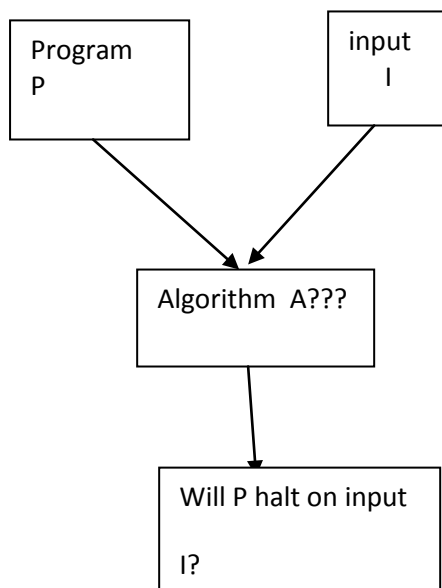 Program
P
input
I
Algorithm A???
Will P halt on input
I?